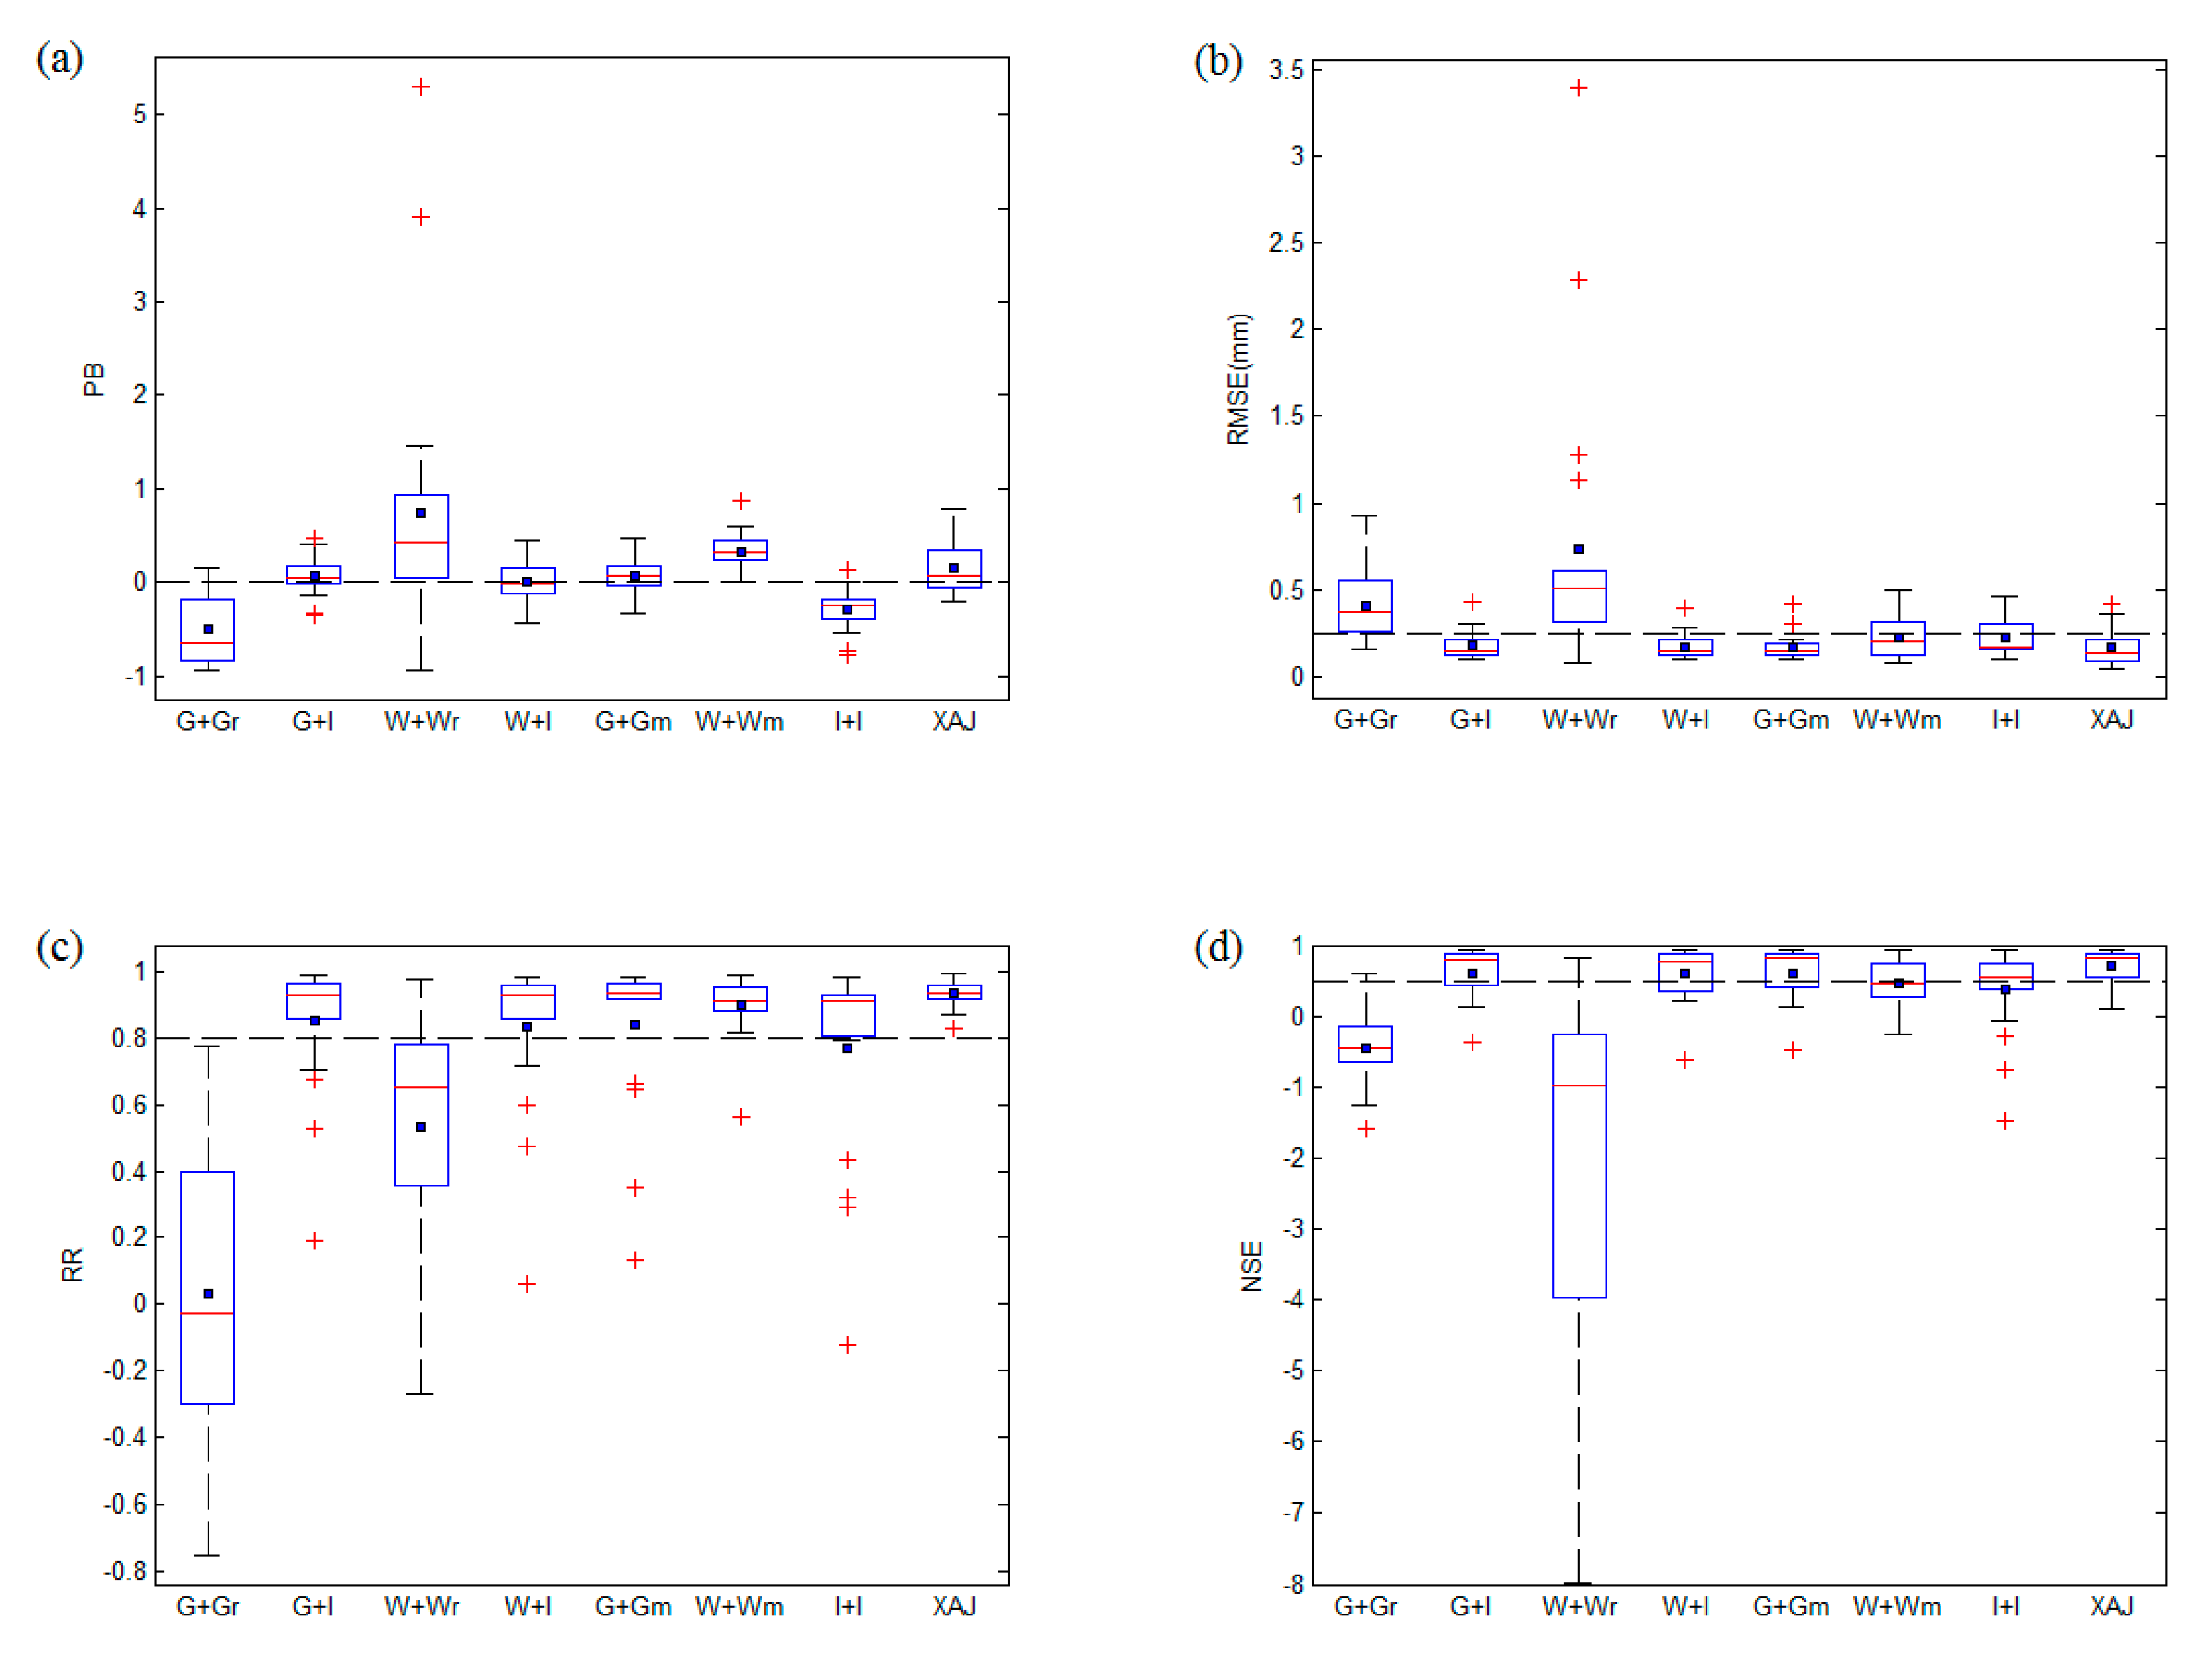 (a)
5
4
3
2
1
0
-1
PB
G+Gr G+I W+Wr W+I G+Gm W+Wm I+I XAJ
(b)
3.5
3
2.5
2
1.5
1
0.5
0
RMSE(mm)
G+Gr G+I W+Wr W+I G+Gm W+Wm I+I XAJ
(c)
1
0.8
0.6
0.4
0.2
0
-0.2
-0.4
-0.6
-0.8
RR
G+Gr G+I W+Wr W+I G+Gm W+Wm I+I XAJ
(d)
1
0
-1
-2
-3
-4
-5
-6
-7
-8
NSE
G+Gr G+I W+Wr W+I G+Gm W+Wm I+I XAJ